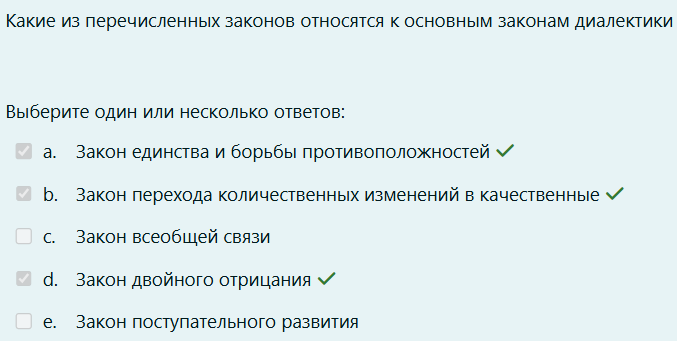 Какие из перечисленных законов относятся к основным законам диалектики
Выберите один или несколько ответов:
a. Закон единства и борьбы противоположностей
b. Закон перехода количественных изменений в качественные
c. Закон всеобщей связи
d. Закон двойного отрицания
e. Закон поступательного развития